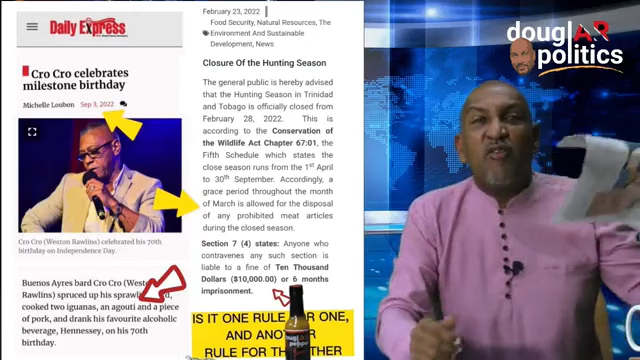 Daily Express
Cro Cro celebrates
milestone birthday
Michelle Loubon Sep 3, 2022
Cro Cro (Weston Rawlins) celebrated his 70th
birthday on Independence Day.
Buenos Ayres bard Cro Cro (Weston
Rawlins) spruced up his sprawling yard,
cooked two iguanas, an agouti and a piece
of pork, and drank his favourite alcoholic
beverage, Hennessey, on his 70th
birthday.
February 23, 2022
Food Security, Natural Resources, The
Environment And Sustainable
Development, News
Closure Of the Hunting Season
The general public is hereby advised
that the Hunting Season in Trinidad
and Tobago is officially closed from
February 28, 2022. This is
according to the Conservation of
the Wildlife Act Chapter 67:01, the
Fifth Schedule which states the
close season runs from the 1st April
to 30th September. Accordingly, a
grace period throughout the month
of March is allowed for the disposal
of any prohibited meat articles
during the closed season.
Section 7 (4) states: Anyone who
contravenes any such section is
liable to a fine of Ten Thousand
Dollars ($10,000.00) or 6 months
imprisonment.
IS IT ONE RULE FOR ONE,
AND ANOTHER
RULE FOR THE OTHER
douglAR
politics